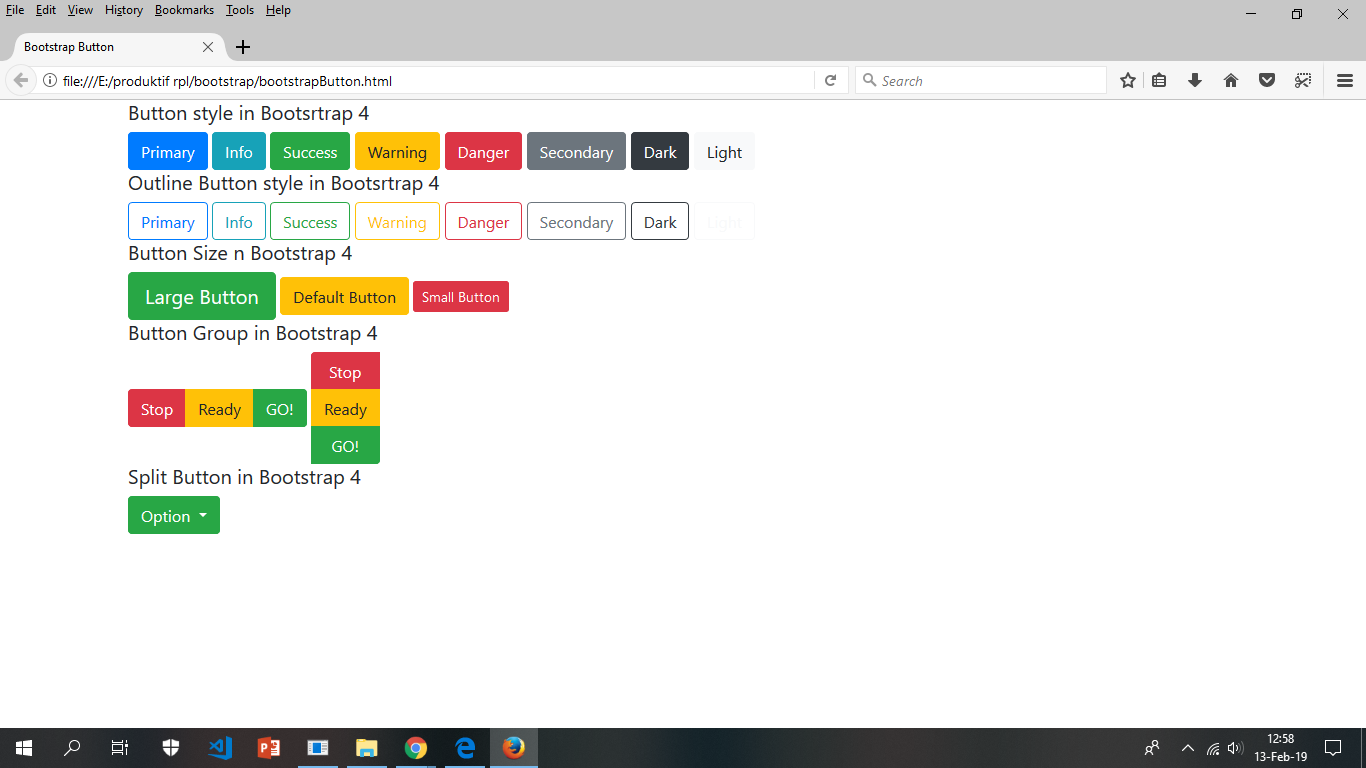 File Edit View History Bookmarks Tools Help
Bootstrap Button
file:///E:/produktif rpl/bootstrap/bootstrapButton.html Search
Button style in Bootsrtrap 4
Primary Info Success Warning Danger Secondary Dark Light
Outline Button style in Bootsrtrap 4
Primary Info Success Warning Danger Secondary Dark Light
Button Size n Bootstrap 4
Large Button Default Button Small Button
Button Group in Bootstrap 4
Stop
Stop Ready GO! Ready
GO!
Split Button in Bootstrap 4
Option
12:58
13-Feb-19